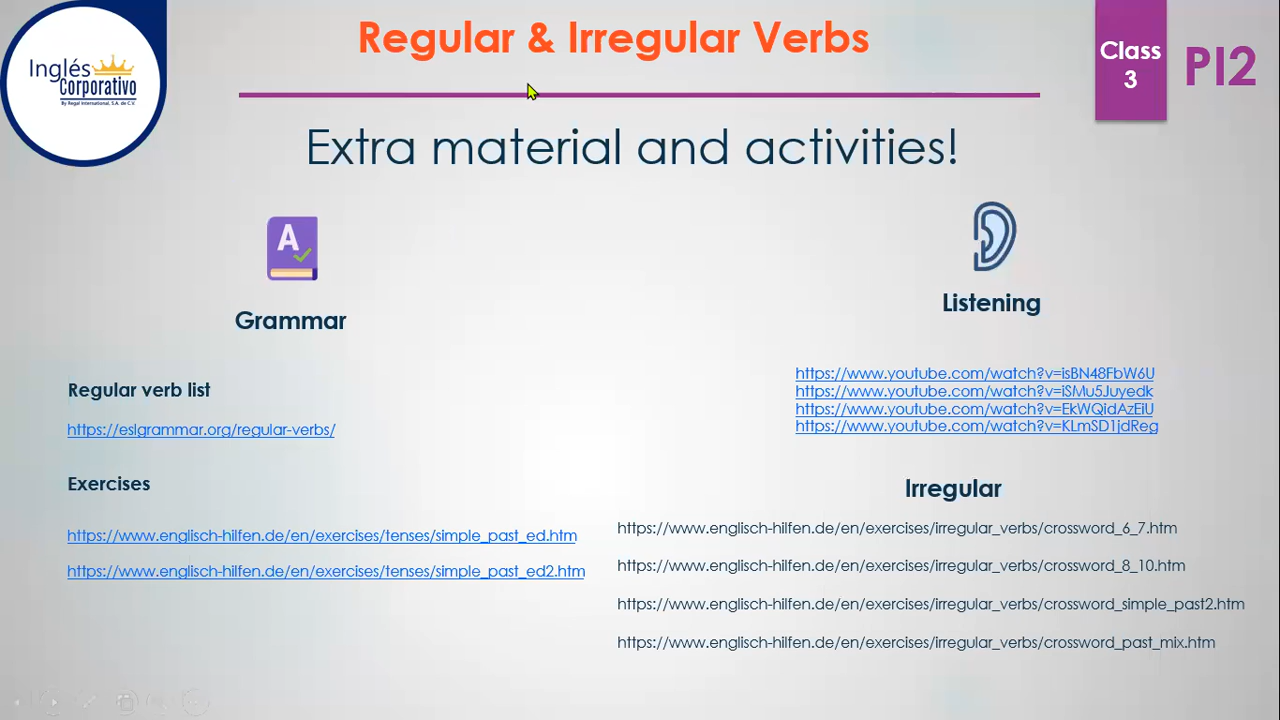 Inglés
Corporativo
By Regal International, S.A. de C.V.
Regular & Irregular Verbs
Class
3
PI2
Extra material and activities!
A
Grammar
Regular verb list
https://eslgrammar.org/regular-verbs/
Exercises
https://www.englisch-hilfen.de/en/exercises/tenses/simple_past_ed.htm
https://www.englisch-hilfen.de/en/exercises/tenses/simple_past_ed2.htm
Listening
https://www.youtube.com/watch?v=isBN48FbW6U
https://www.youtube.com/watch?v=iSMu5Juyedk
https://www.youtube.com/watch?v=EkWQidAzEiU
https://www.youtube.com/watch?v=KLmSD1jdReg
Irregular
https://www.englisch-hilfen.de/en/exercises/irregular_verbs/crossword_6_7.htm
https://www.englisch-hilfen.de/en/exercises/irregular_verbs/crossword_8_10.htm
https://www.englisch-hilfen.de/en/exercises/irregular_verbs/crossword_simple_past2.htm
https://www.englisch-hilfen.de/en/exercises/irregular_verbs/crossword_past_mix.htm